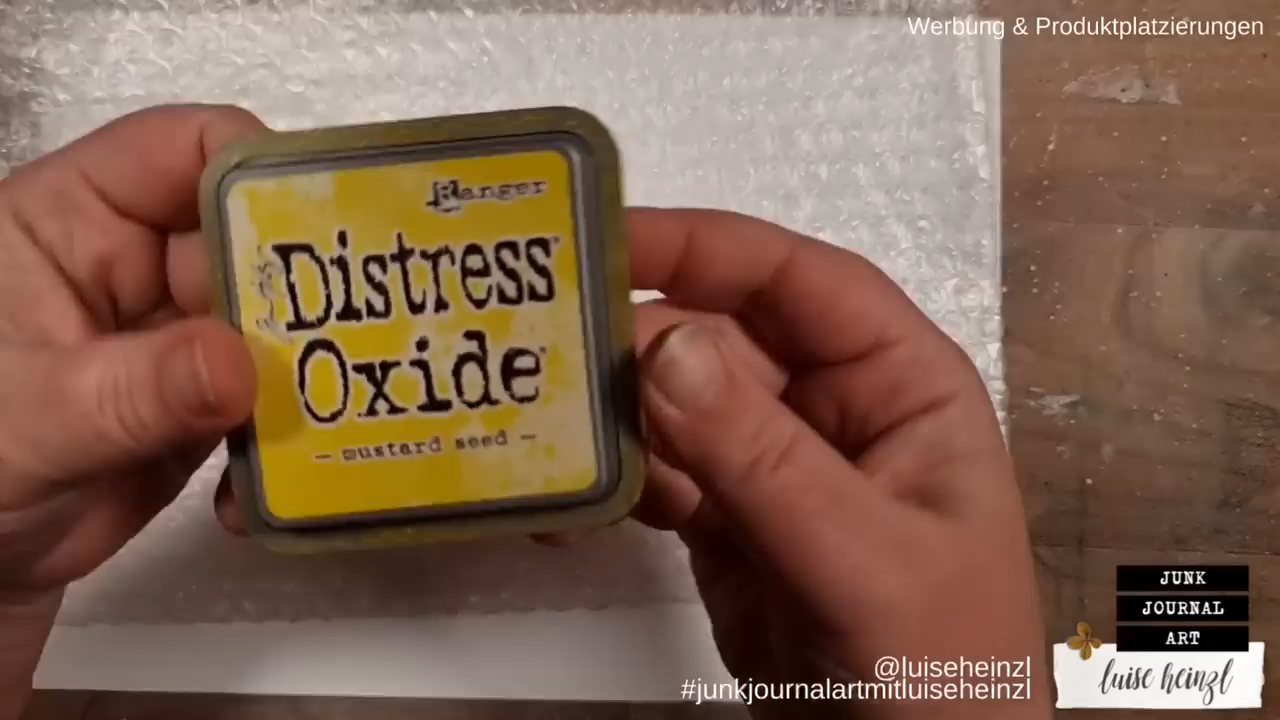 Werbung & Produktplatzierungen
Ranger
Distress
Oxide
— mustard seed —
JUNK
JOURNAL
ART
luise heinzl
@luiseheinzl
#junkjournalartmitluiseheinzl